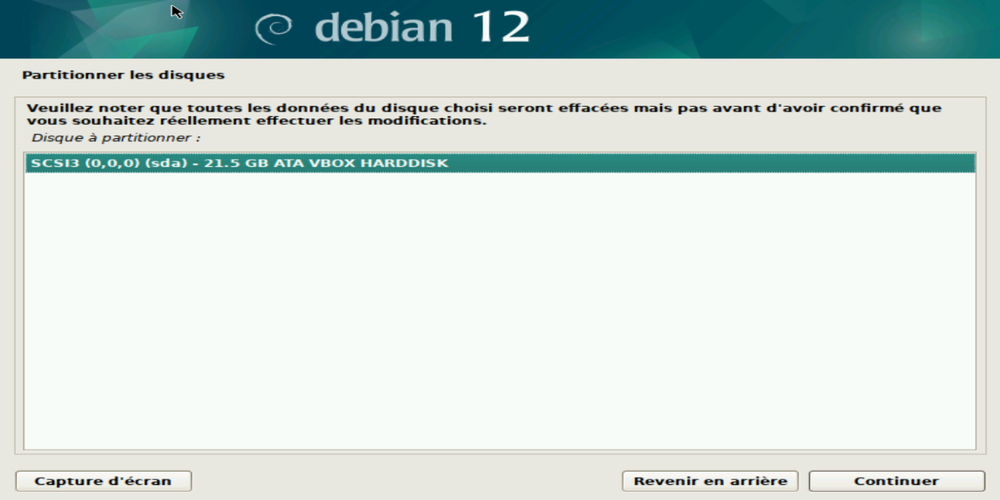 debian 12
Partitionner les disques
Veuillez noter que toutes les données du disque choisi seront effacées mais pas avant d'avoir confirmé que
vous souhaitez réellement effectuer les modifications.
Disque à partitionner :
SCSI3 (0,0,0) (sda) - 21.5 GB ATA VBOX HARDDISK
Capture d'écran
Revenir en arrière
Continuer